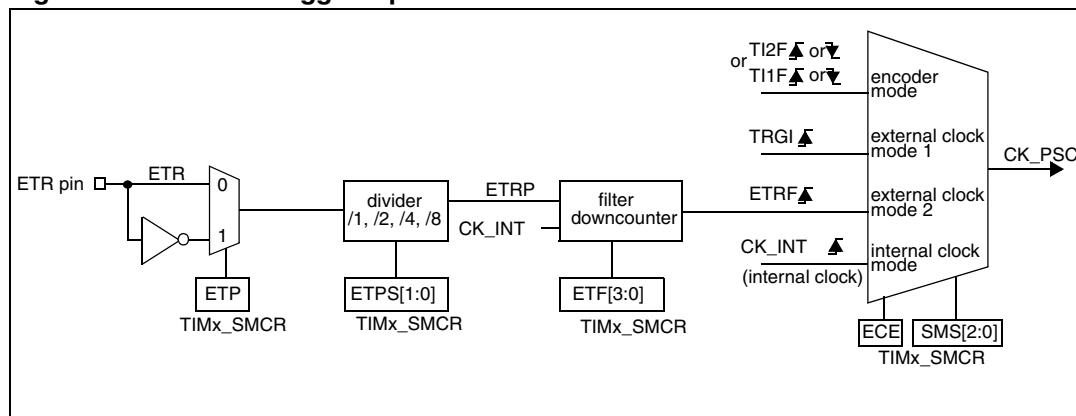 TI2F or
or TI1F or
encoder
mode
TRGI
external clock
mode 1
CK_PSC
ETR pin
ETR
0
1
divider
/1, /2, /4, /8
ETRP
CK_INT
filter
downcounter
ETRF
external clock
mode 2
CK_INT
(internal clock)
internal clock
mode
ETP
TIMx_SMCR
ETPS[1:0]
TIMx_SMCR
ETF[3:0]
TIMx_SMCR
ECE
SMS[2:0]
TIMx_SMCR